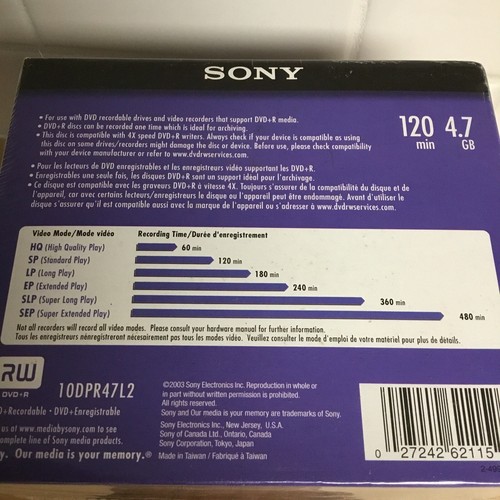 SONY
• For use with DVD recordable drives and video recorders that support DVD+R media.
• DVD+R discs can be recorded one time which is ideal for archiving.
• This disc is compatible with 4X speed DVD+R writers. Always check if your device is compatible as using
this disc on some drives/recorders might damage the disc or device. Before use, please check compatibility
with your device manufacturer or refer to www.dvdrwservices.com.
120 min
4.7 GB
• Pour les lecteurs de DVD enregistrables et les enregistreurs vidéo supportant les DVD+R.
• Enregistrables une seule fois, les disques DVD+R sont un support idéal pour l'archivage.
• Ce disque est compatible avec les graveurs DVD+R à vitesse 4X. Toujours s'assurer de la compatibilité du disque et de
l'appareil, car avec certains lecteurs/enregistreurs le disque ou l'appareil peut être endommagé. Avant d'utiliser le
disque s'assurer qu'il est compatible aussi avec la marque de l'appareil ou s'adresser à www.dvdrwservices.com.
Video Mode/Mode vidéo Recording Time/Durée d'enregistrement
HQ (High Quality Play) 60 min
SP (Standard Play) 120 min
LP (Long Play) 180 min
EP (Extended Play) 240 min
SLP (Super Long Play) 360 min
SEP (Super Extended Play) 480 min
Not all recorders will record all video modes. Please consult your hardware manual for further information.
Tous les enregistreurs nénregistreront nécessairement pas tous les modes vidéo. Veuillez consulter le mode d'emploi de votre matériel pour plus de détails.
RW
DVD+R
10DPR47L2
+Recordable • DVD+Enregistrable
us at www.mediabysony.com to see
complete line of Sony media products.
y. Our media is your memory.®
©2003 Sony Electronics Inc. Reproduction in whole or
in part without written permission is prohibited.
All rights reserved.
Sony and Our media is your memory are trademarks of Sony.
Sony Electronics Inc., New Jersey, U.S.A.
Sony of Canada Ltd., Ontario, Canada
Sony Corporation, Tokyo, Japan
Made in Taiwan / Fabriqué à Taiwan
0 27242 62115